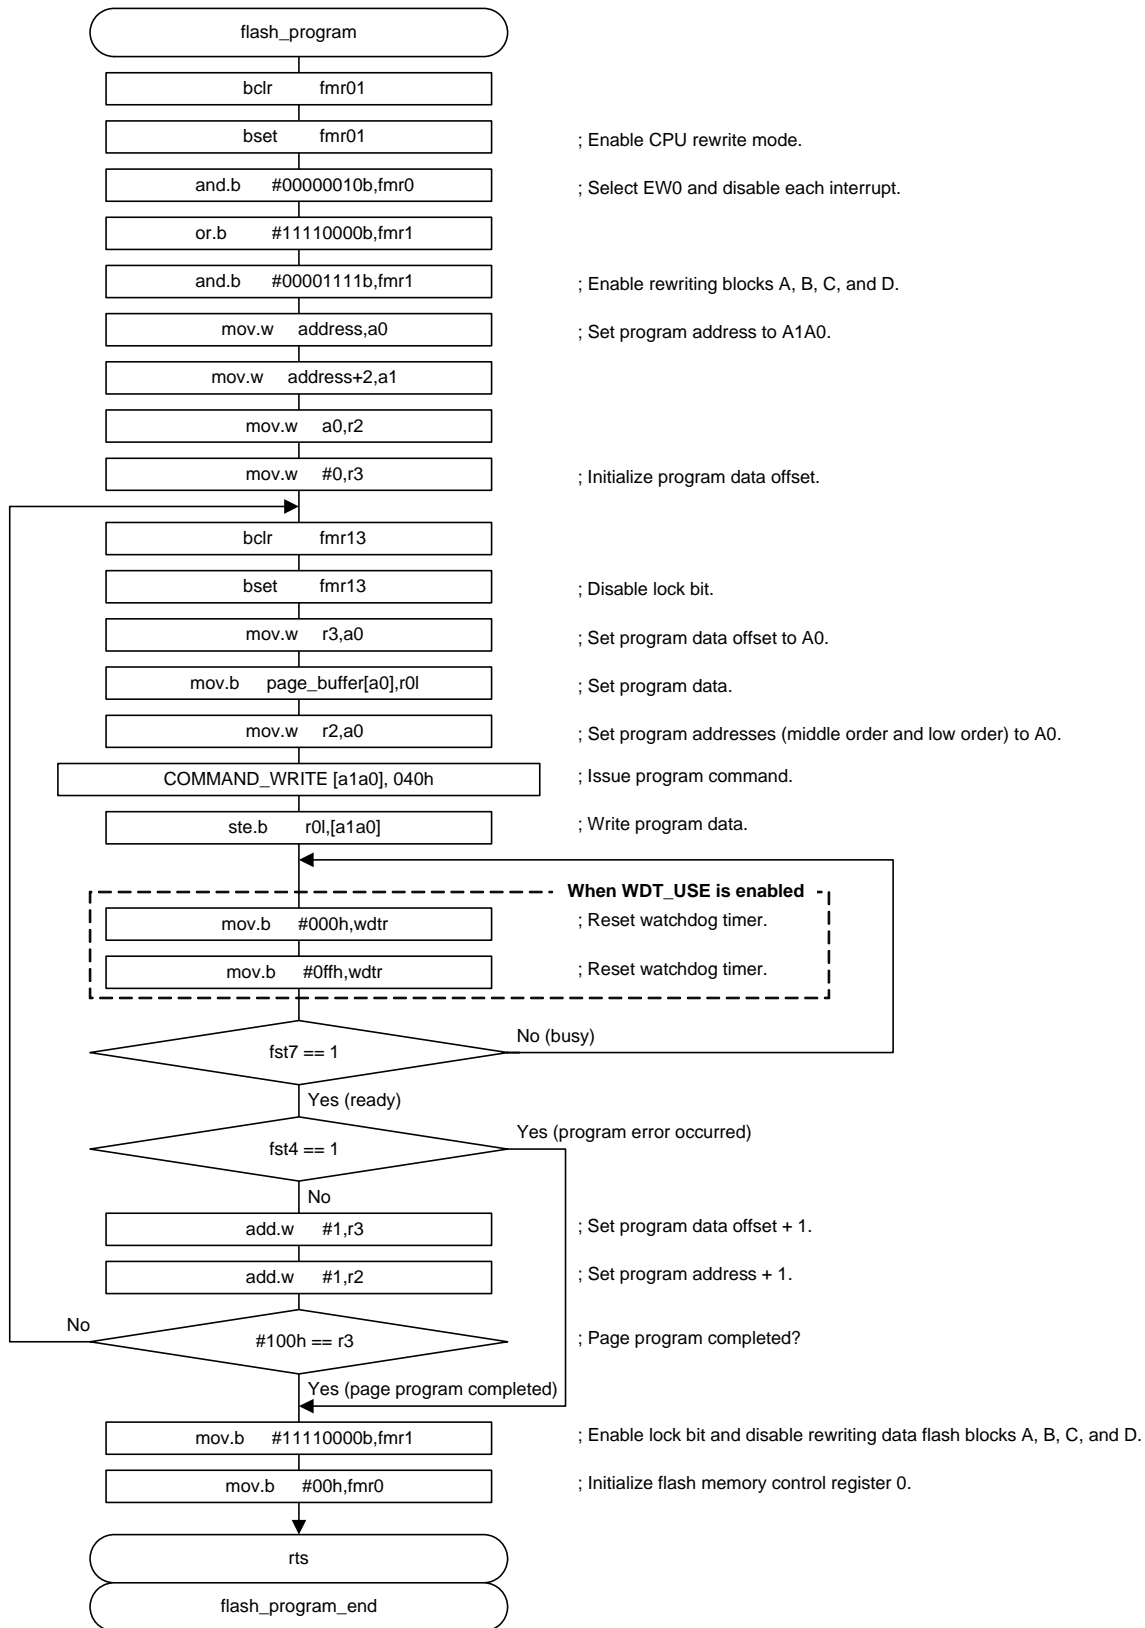 flash_program
bclr fmr01
bset fmr01 ; Enable CPU rewrite mode.
and.b #00000010b,fmr0 ; Select EW0 and disable each interrupt.
or.b #11110000b,fmr1
and.b #00001111b,fmr1 ; Enable rewriting blocks A, B, C, and D.
mov.w address,a0 ; Set program address to A1A0.
mov.w address+2,a1
mov.w a0,r2
mov.w #0,r3 ; Initialize program data offset.
bclr fmr13
bset fmr13 ; Disable lock bit.
mov.w r3,a0 ; Set program data offset to A0.
mov.b page_buffer[a0],r0l ; Set program data.
mov.w r2,a0 ; Set program addresses (middle order and low order) to A0.
COMMAND_WRITE [a1a0], 040h ; Issue program command.
ste.b r0l,[a1a0] ; Write program data.
When WDT_USE is enabled
mov.b #000h,wdtr ; Reset watchdog timer.
mov.b #0ffh,wdtr ; Reset watchdog timer.
No (busy)
fst7 == 1
Yes (ready)
Yes (program error occurred)
fst4 == 1
No
add.w #1,r3 ; Set program data offset + 1.
add.w #1,r2 ; Set program address + 1.
No
#100h == r3 ; Page program completed?
Yes (page program completed)
mov.b #11110000b,fmr1 ; Enable lock bit and disable rewriting data flash blocks A, B, C, and D.
mov.b #00h,fmr0 ; Initialize flash memory control register 0.
rts
flash_program_end